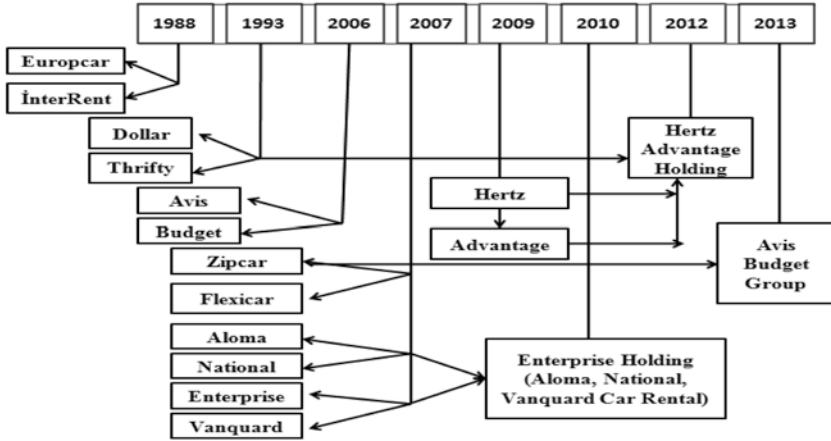 1988 1993 2006 2007 2009 2010 2012 2013
Europcar
İnterRent
Dollar
Thrifty
Hertz
Advantage
Holding
Avis
Budget
Hertz
Advantage
Zipcar
Flexicar
Avis
Budget
Group
Aloma
National
Enterprise
Vanquard
Enterprise Holding
(Aloma, National,
Vanquard Car Rental)